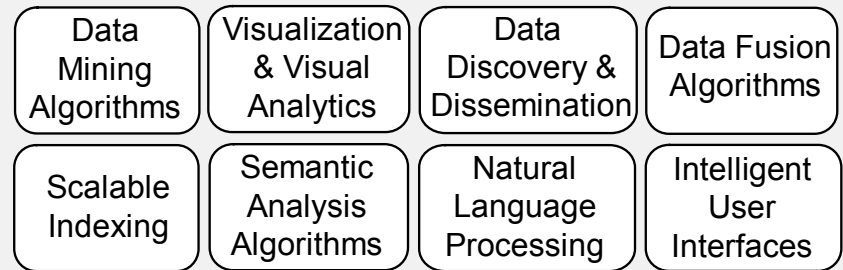 Data
Mining
Algorithms
Visualization
& Visual
Analytics
Data
Discovery &
Dissemination
Data Fusion
Algorithms
Scalable
Indexing
Semantic
Analysis
Algorithms
Natural
Language
Processing
Intelligent
User
Interfaces